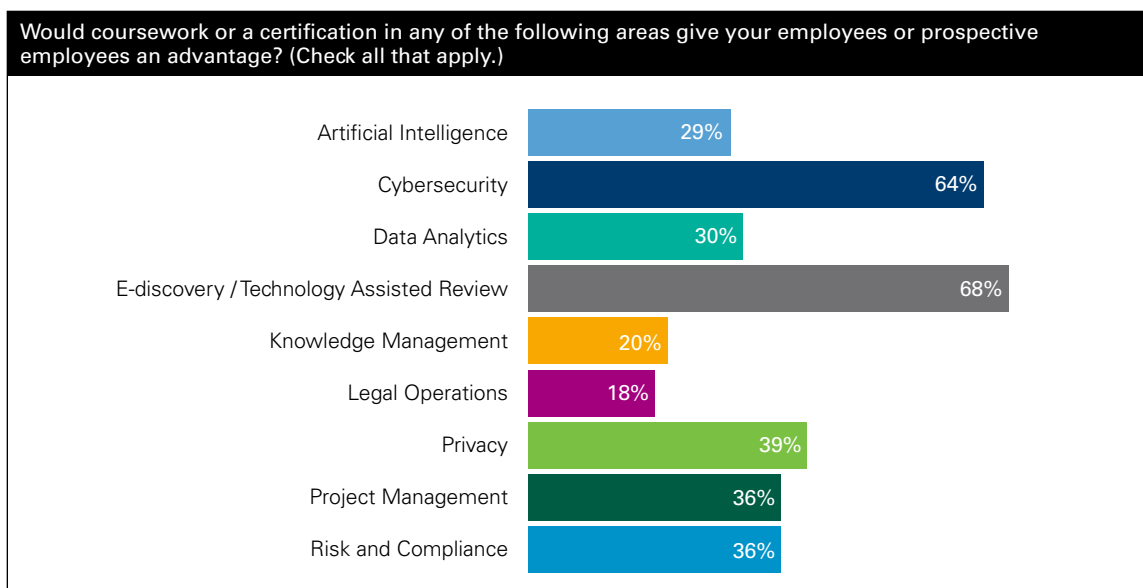 Would coursework or a certification in any of the following areas give your employees or prospective
employees an advantage? (Check all that apply.)
Artificial Intelligence 29%
Cybersecurity 64%
Data Analytics 30%
E-discovery / Technology Assisted Review 68%
Knowledge Management 20%
Legal Operations 18%
Privacy 39%
Project Management 36%
Risk and Compliance 36%